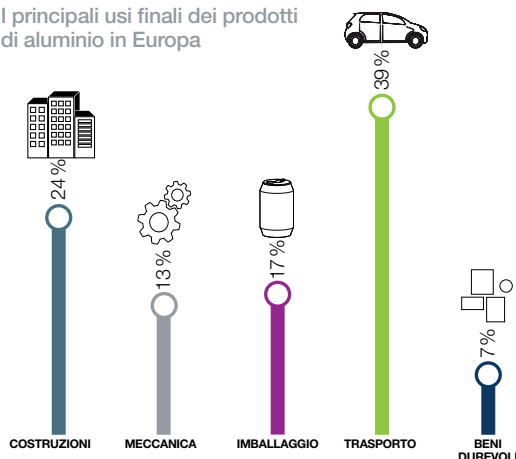 I principali usi finali dei prodotti
di aluminio in Europa
24 %
13 %
17 %
39 %
7 %
COSTRUZIONI
MECCANICA
IMBALLAGGIO
TRASPORTO
BENI
DUREVOLI